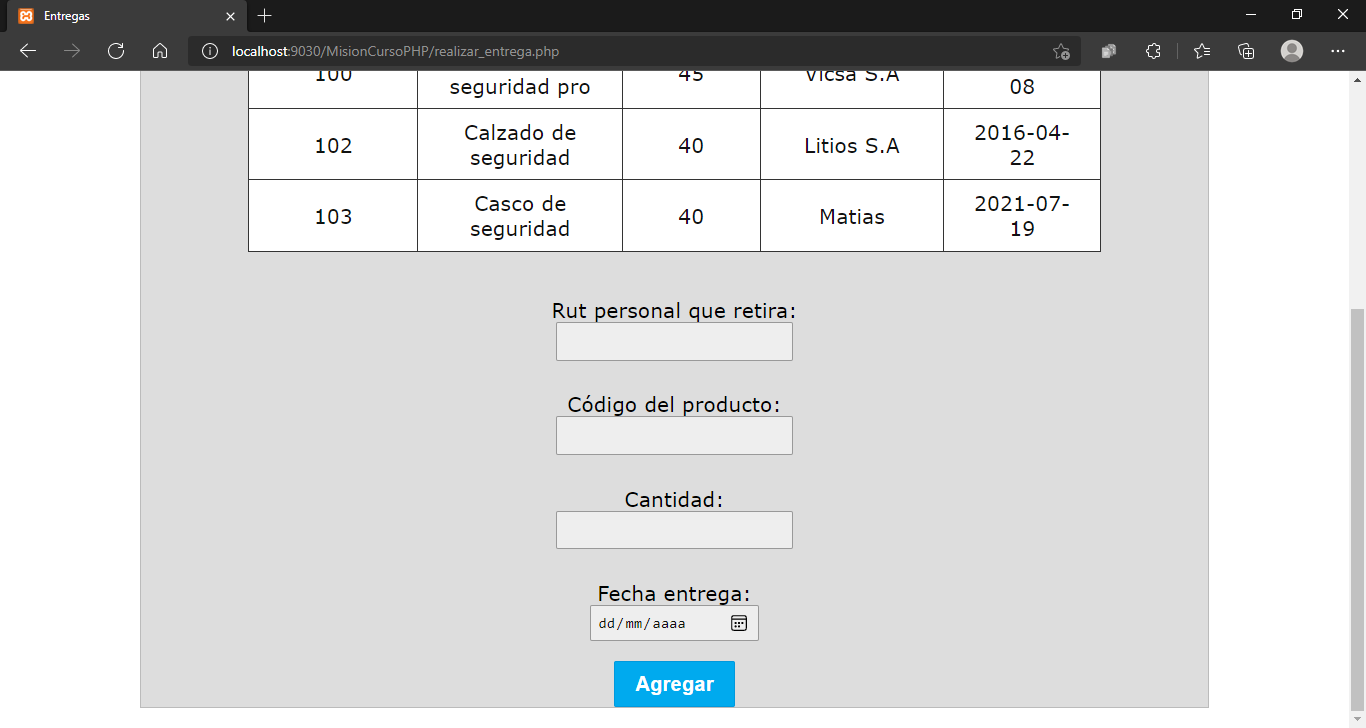 Entregas
localhost:9030/MisionCursoPHP/realizar_entrega.php
100 seguridad pro 45 Vicsa S.A 08
102 Calzado de seguridad 40 Litios S.A 2016-04-22
103 Casco de seguridad 40 Matias 2021-07-19
Rut personal que retira:
Código del producto:
Cantidad:
Fecha entrega:
dd/mm/aaaa
Agregar